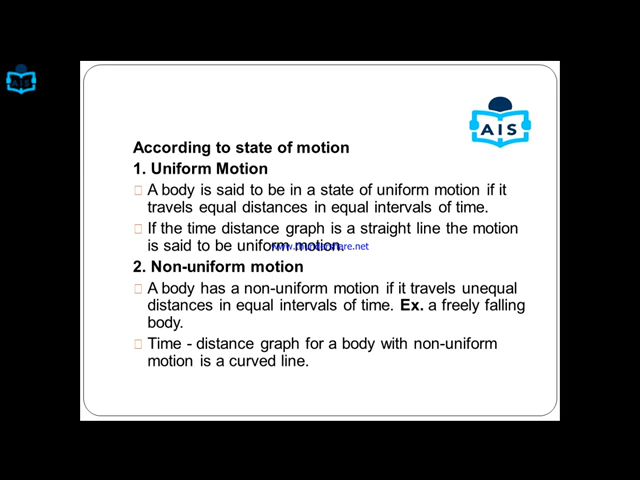 AIS
AIS
According to state of motion
1. Uniform Motion
A body is said to be in a state of uniform motion if it
travels equal distances in equal intervals of time.
If the time distance graph is a straight line the motion
is said to be uniform motion.
2. Non-uniform motion
A body has a non-uniform motion if it travels unequal
distances in equal intervals of time. Ex. a freely falling
body.
Time - distance graph for a body with non-uniform
motion is a curved line.